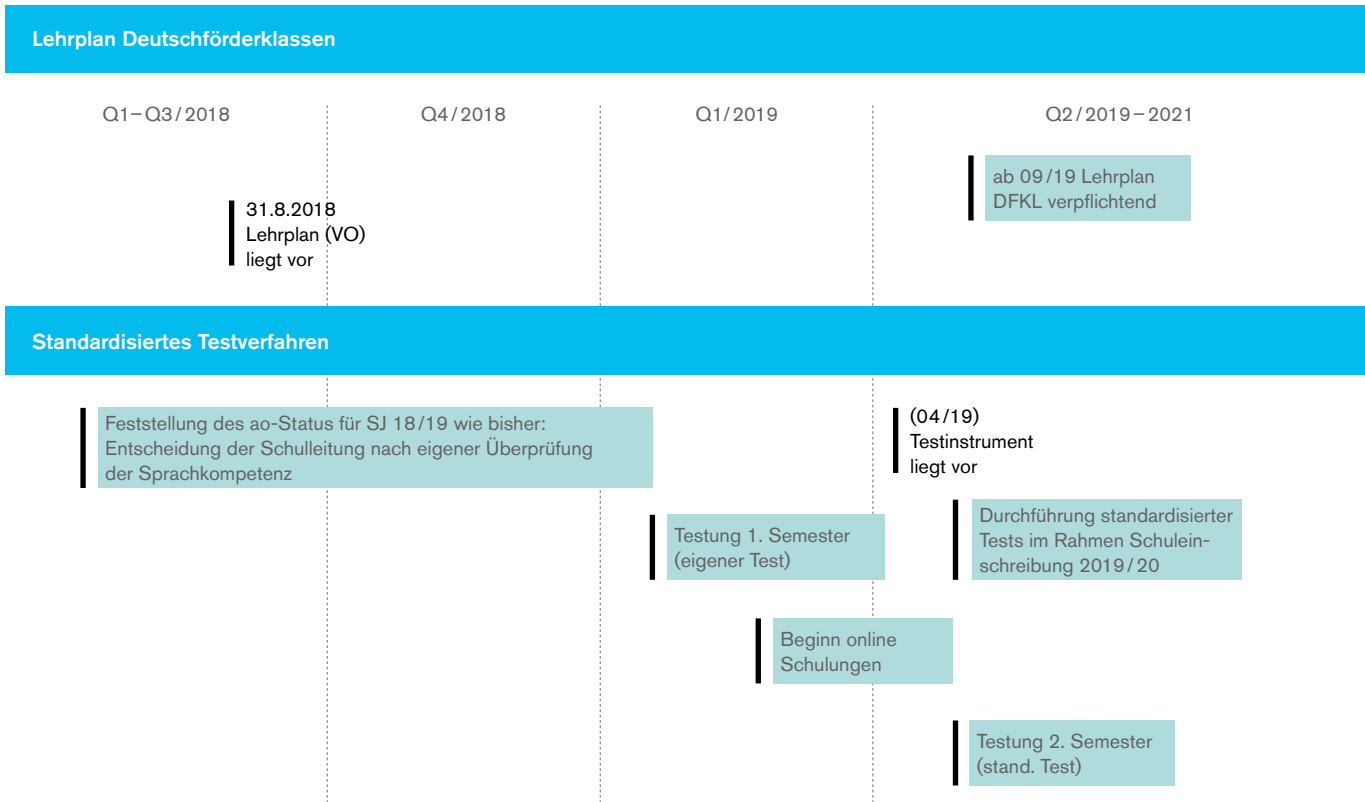 Lehrplan Deutschförderklassen
Q1–Q3/2018
Q4/2018
Q1/2019
Q2/2019–2021
ab 09/19 Lehrplan
DFKL verpflichtend
31.8.2018
Lehrplan (VO)
liegt vor
Standardisiertes Testverfahren
Feststellung des ao-Status für SJ 18/19 wie bisher:
Entscheidung der Schulleitung nach eigener Überprüfung
der Sprachkompetenz
(04/19)
Testinstrument
liegt vor
Testung 1. Semester
(eigener Test)
Durchführung standardisierter
Tests im Rahmen Schulein-
schreibung 2019/20
Beginn online
Schulungen
Testung 2. Semester
(stand. Test)